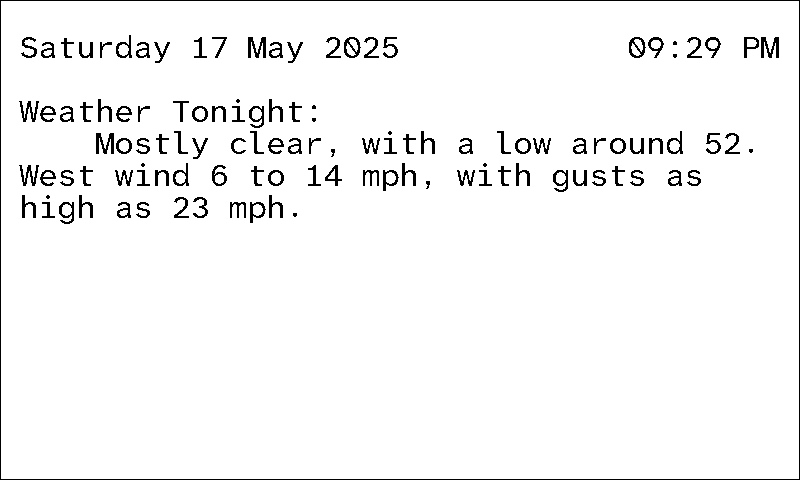 Saturday 17 May 2025 09:29 PM
Weather Tonight:
Mostly clear, with a low around 52.
West wind 6 to 14 mph, with gusts as
high as 23 mph.